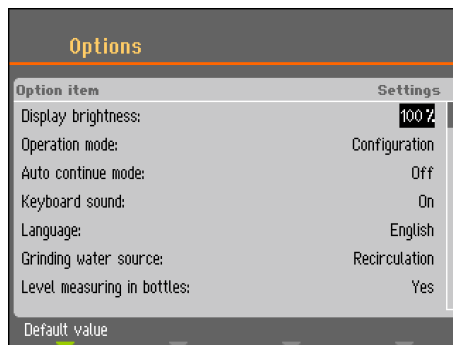 Options
Option item Settings
Display brightness: 100 %
Operation mode: Configuration
Auto continue mode: Off
Keyboard sound: On
Language: English
Grinding water source: Recirculation
Level measuring in bottles: Yes
Default value